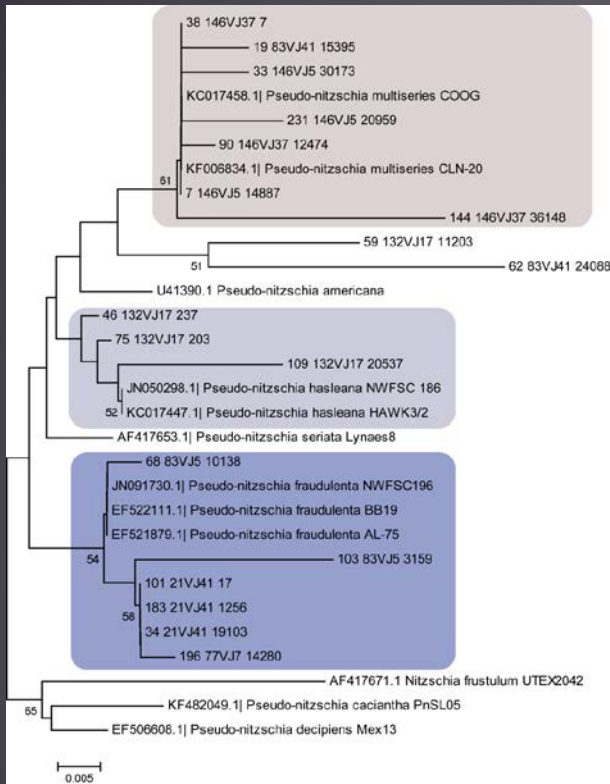 38 146VJ37 7
19 83VJ41 15395
33 146VJ5 30173
KC017458.1| Pseudo-nitzschia multiseries COOG
231 146VJ5 20959
90 146VJ37 12474
KF006834.1| Pseudo-nitzschia multiseries CLN-20
61
7 146VJ5 14887
144 146VJ37 36148
59 132VJ17 11203
51
62 83VJ41 24088
U41390.1 Pseudo-nitzschia americana
46 132VJ17 237
75 132VJ17 203
109 132VJ17 20537
JN050298.1| Pseudo-nitzschia hasleana NWFSC 186
52
KC017447.1| Pseudo-nitzschia hasleana HAWK3/2
AF417653.1| Pseudo-nitzschia seriata Lynaes8
68 83VJ5 10138
JN091730.1| Pseudo-nitzschia fraudulenta NWFSC196
EF522111.1| Pseudo-nitzschia fraudulenta BB19
EF521879.1| Pseudo-nitzschia fraudulenta AL-75
54
103 83VJ5 3159
101 21VJ41 17
183 21VJ41 1256
58
34 21VJ41 19103
196 77VJ7 14280
AF417671.1 Nitzschia frustulum UTEX2042
65
KF482049.1| Pseudo-nitzschia caciantha PnSL05
EF506608.1| Pseudo-nitzschia decipiens Mex13
0.005